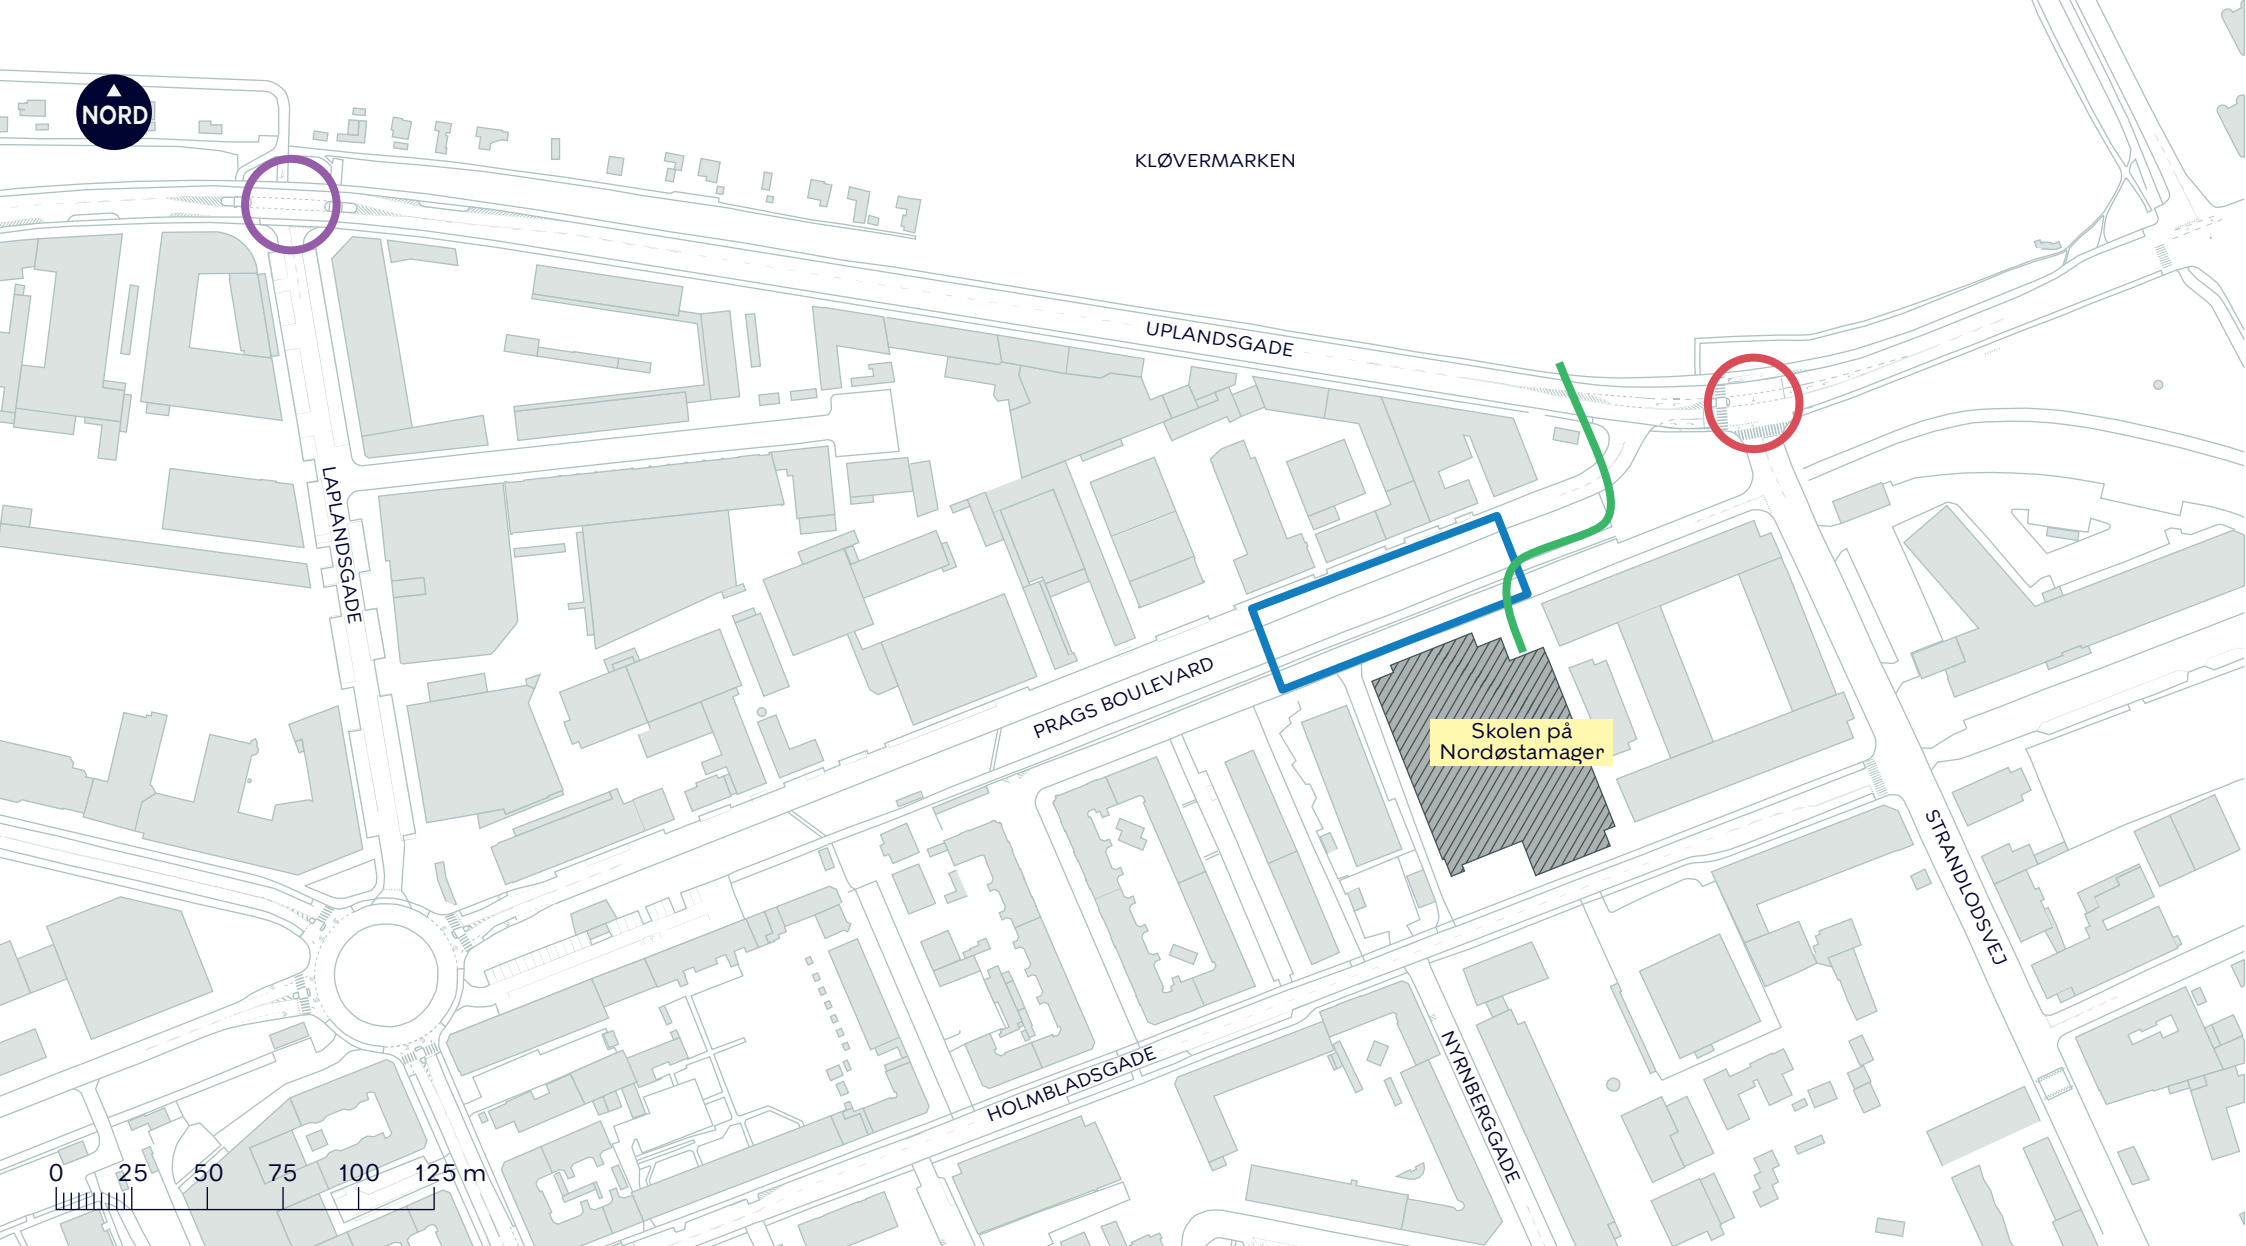 NORD
KLØVERMARKEN
UPLANDSGADE
LAPLANDSGADE
PRAGS BOULEVARD
Skolen på
Nordøstamager
STRANDLODSVEJ
HOLMBLADSGADE
NYRNBERGGADE
0 25 50 75 100 125 m